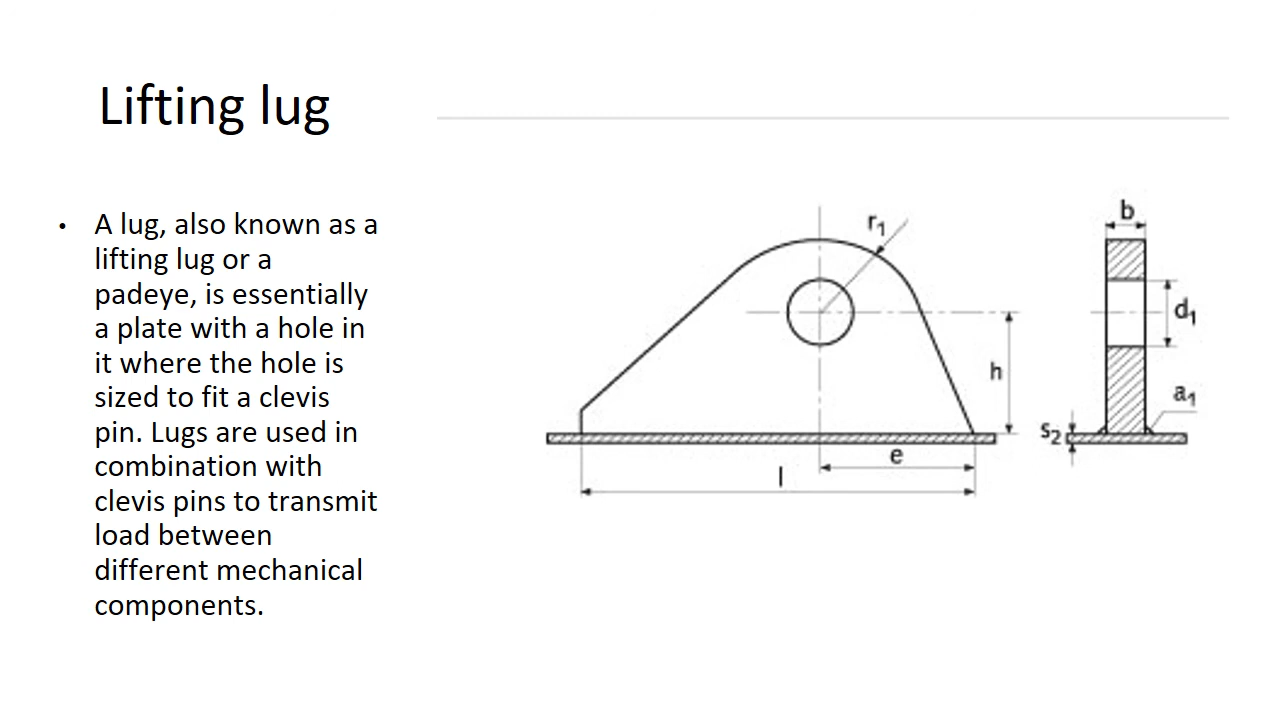 Lifting lug
• A lug, also known as a
lifting lug or a
padeye, is essentially
a plate with a hole in
it where the hole is
sized to fit a clevis
pin. Lugs are used in
combination with
clevis pins to transmit
load between
different mechanical
components.
r1
b
d1
h
a1
s2
e
l